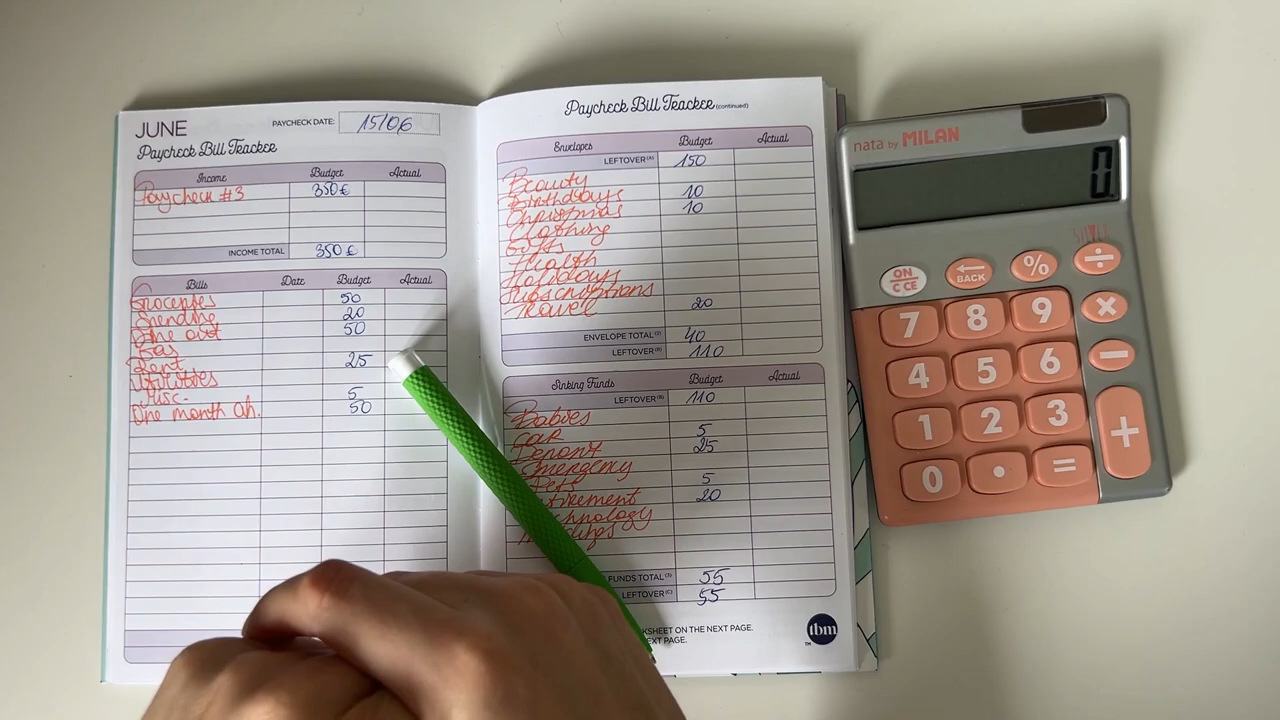 JUNE
PAYCHECK DATE: 15/06
Paycheck Bill Tracker
Income Budget Actual
Paycheck #3 350€
INCOME TOTAL 350€
Bills Date Budget Actual
Groceries 50
Spending 20
Dine out 50
Gas
Rent 25
Utilities
Misc. 5
One month ah. 50
Paycheck Bill Tracker (continued)
Envelopes Budget Actual
LEFTOVER (A) 150
Beauty
Birthdays 10
Christmas 10
Clothing
Gifts
Health
Holidays
Subscriptions
Travel 20
ENVELOPE TOTAL (2) 40
LEFTOVER (B) 110
Sinking Funds Budget Actual
LEFTOVER (B) 110
Babies
Car 5
Deposit 25
Emergency
Pets 5
20
FUNDS TOTAL (3) 55
LEFTOVER (C) 55
KSHEET ON THE NEXT PAGE.
EXT PAGE.
tbm
TM
nata by MILAN
SILVER
0
ON
C CE
BACK
%
÷
7 8 9 ×
4 5 6 −
1 2 3 +
0 • =